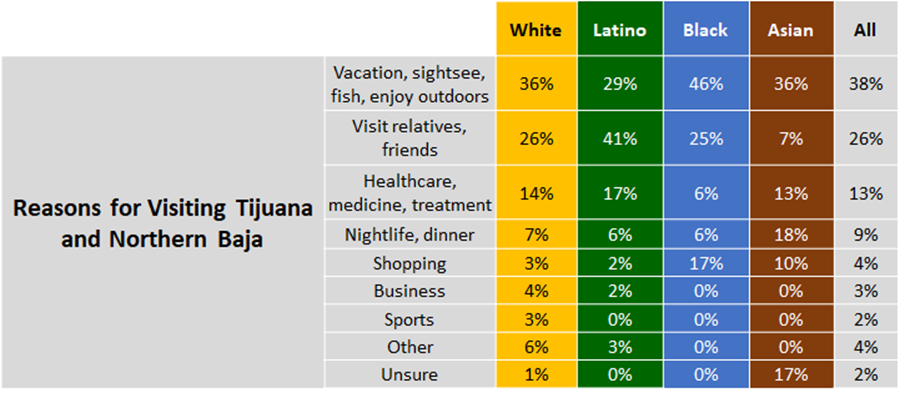 White Latino Black Asian All
Vacation, sightsee,
fish, enjoy outdoors 36% 29% 46% 36% 38%
Visit relatives,
friends 26% 41% 25% 7% 26%
Reasons for Visiting Tijuana
and Northern Baja
Healthcare,
medicine, treatment 14% 17% 6% 13% 13%
Nightlife, dinner 7% 6% 6% 18% 9%
Shopping 3% 2% 17% 10% 4%
Business 4% 2% 0% 0% 3%
Sports 3% 0% 0% 0% 2%
Other 6% 3% 0% 0% 4%
Unsure 1% 0% 0% 17% 2%